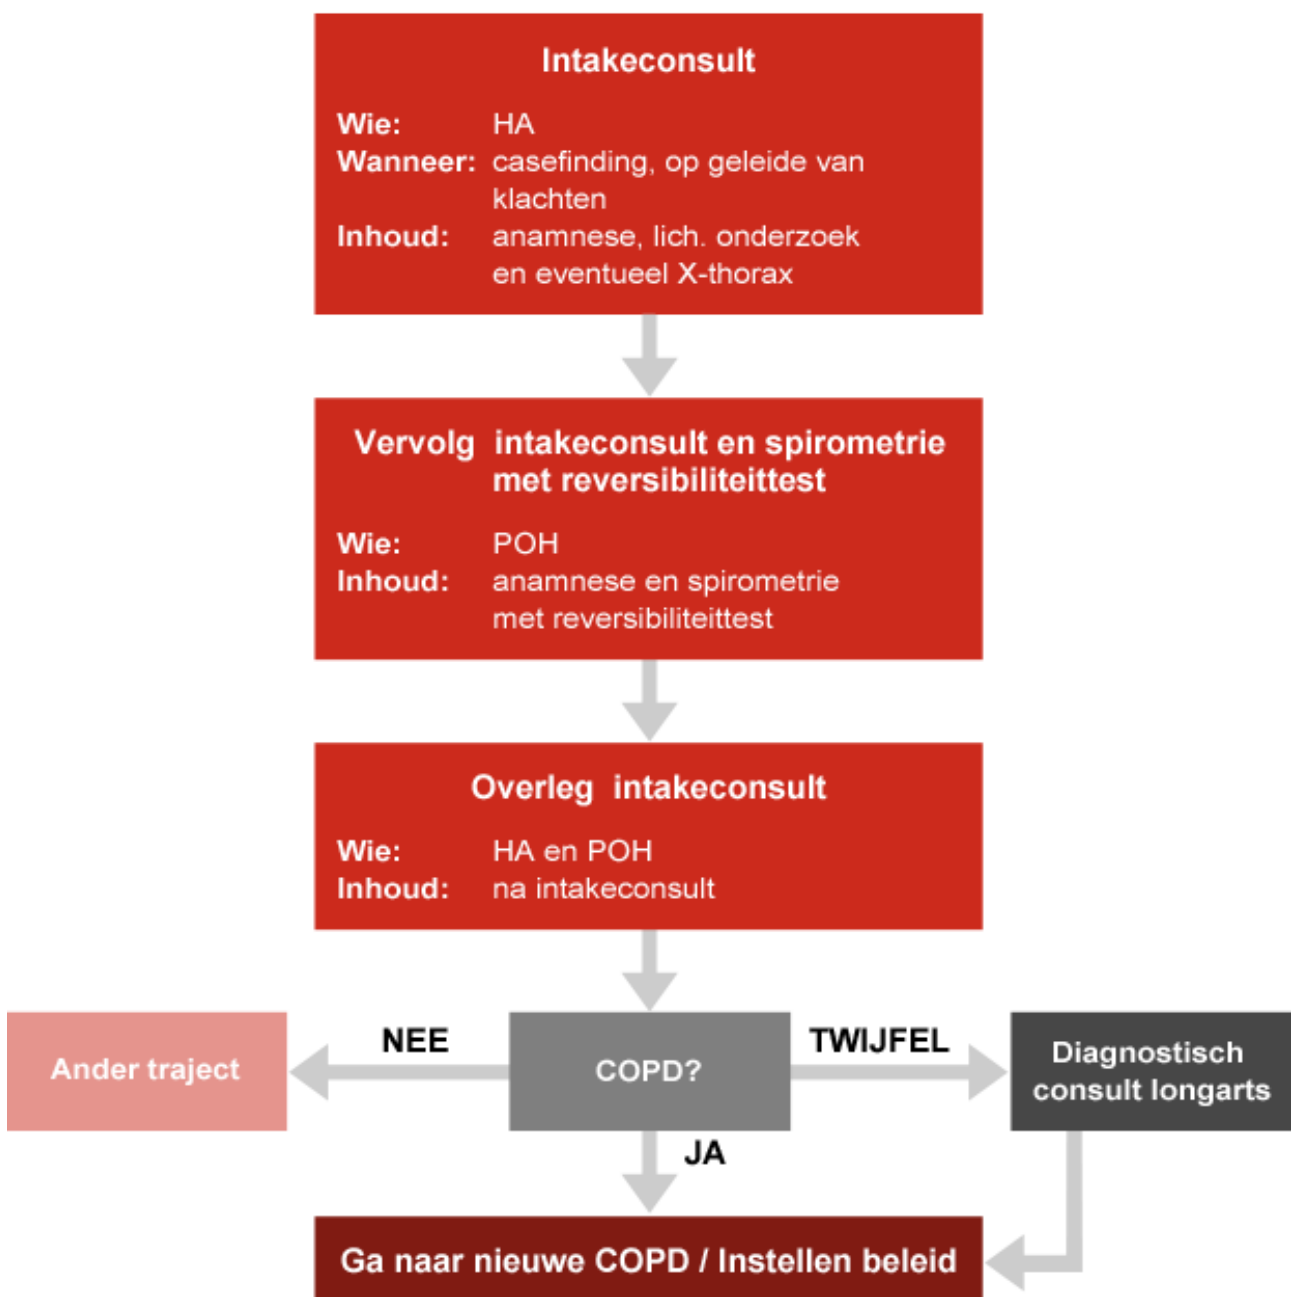 Intakeconsult
Wie: HA
Wanneer: casefinding, op geleide van
klachten
Inhoud: anamnese, lich. onderzoek
en eventueel X-thorax
Vervolg intakeconsult en spirometrie
met reversibiliteittest
Wie: POH
Inhoud: anamnese en spirometrie
met reversibiliteittest
Overleg intakeconsult
Wie: HA en POH
Inhoud: na intakeconsult
Ander traject
NEE
COPD?
TWIJFEL
Diagnostisch
consult longarts
JA
Ga naar nieuwe COPD / Instellen beleid